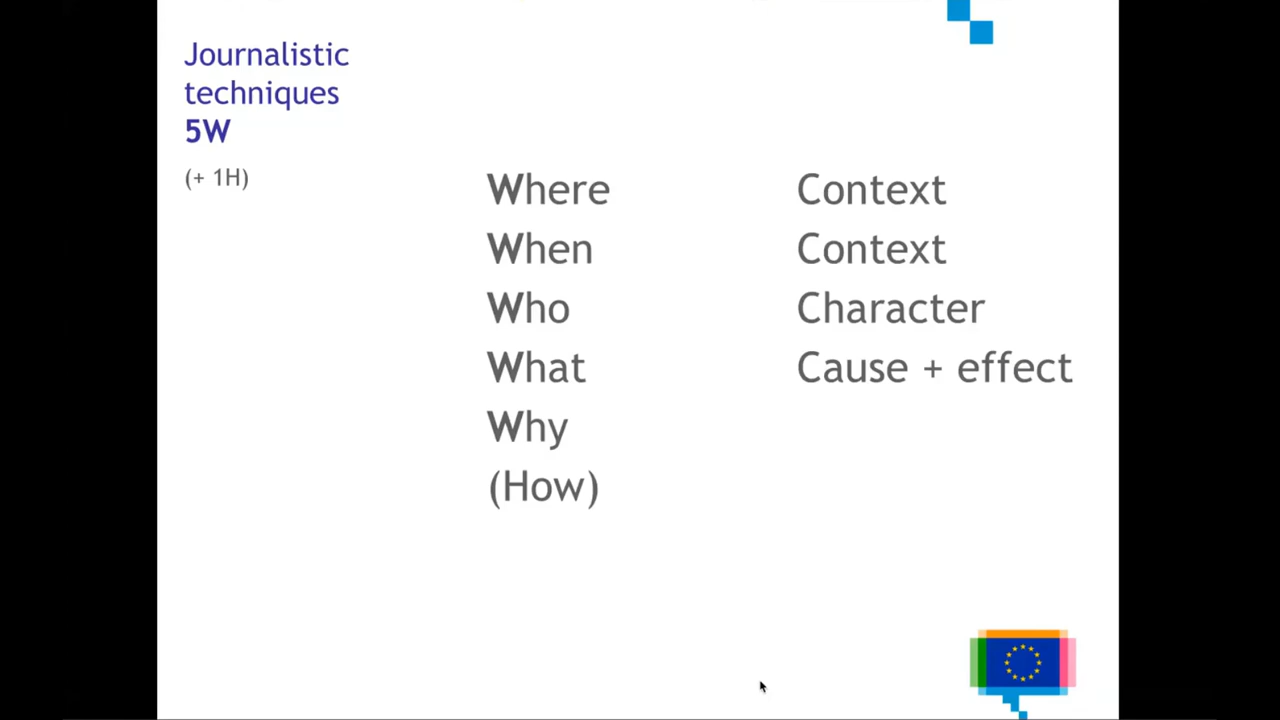 Journalistic
techniques
5W
(+ 1H)
Where Context
When Context
Who Character
What Cause + effect
Why
(How)